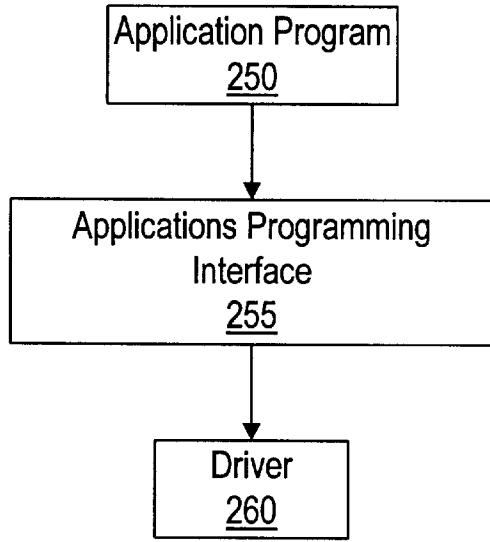 Application Program
250
Applications Programming
Interface
255
Driver
260